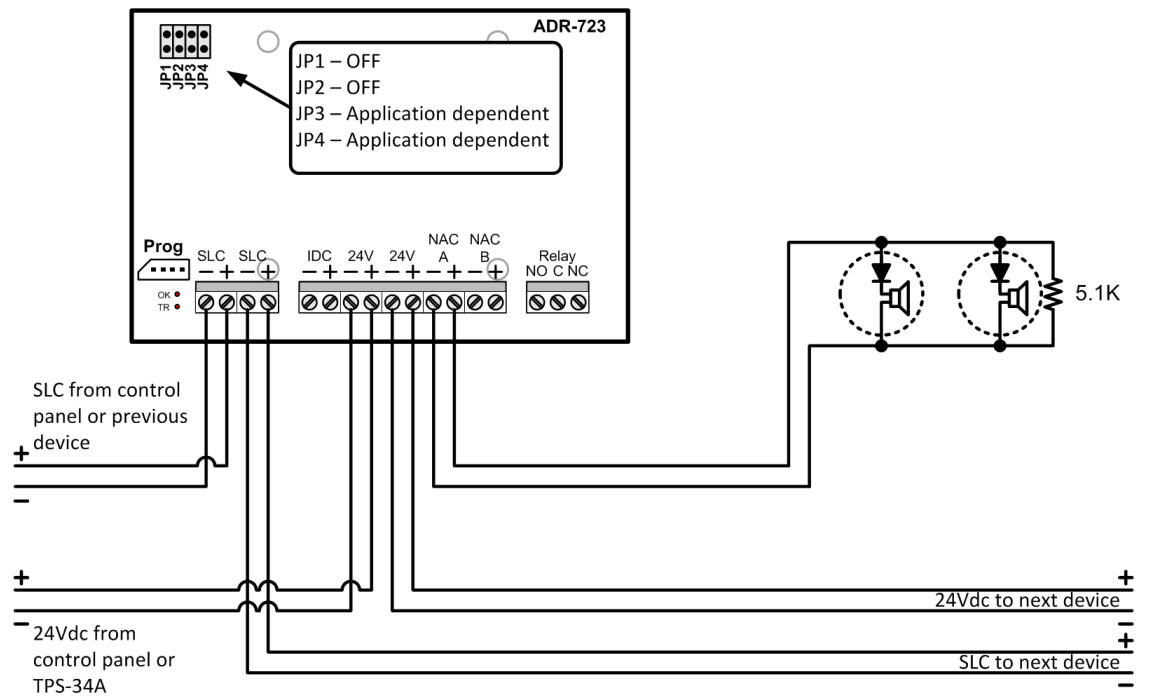 ADR-723
JP1
JP2
JP3
JP4
JP1 – OFF
JP2 – OFF
JP3 – Application dependent
JP4 – Application dependent
Prog
SLC SLC IDC 24V 24V NAC A NAC B Relay
– + – + – + – + – + – + – + NO C NC
OK
TR
5.1K
SLC from control
panel or previous
device
+
–
+
–
24Vdc from
control panel or
TPS-34A
+
24Vdc to next device
–
+
SLC to next device
–